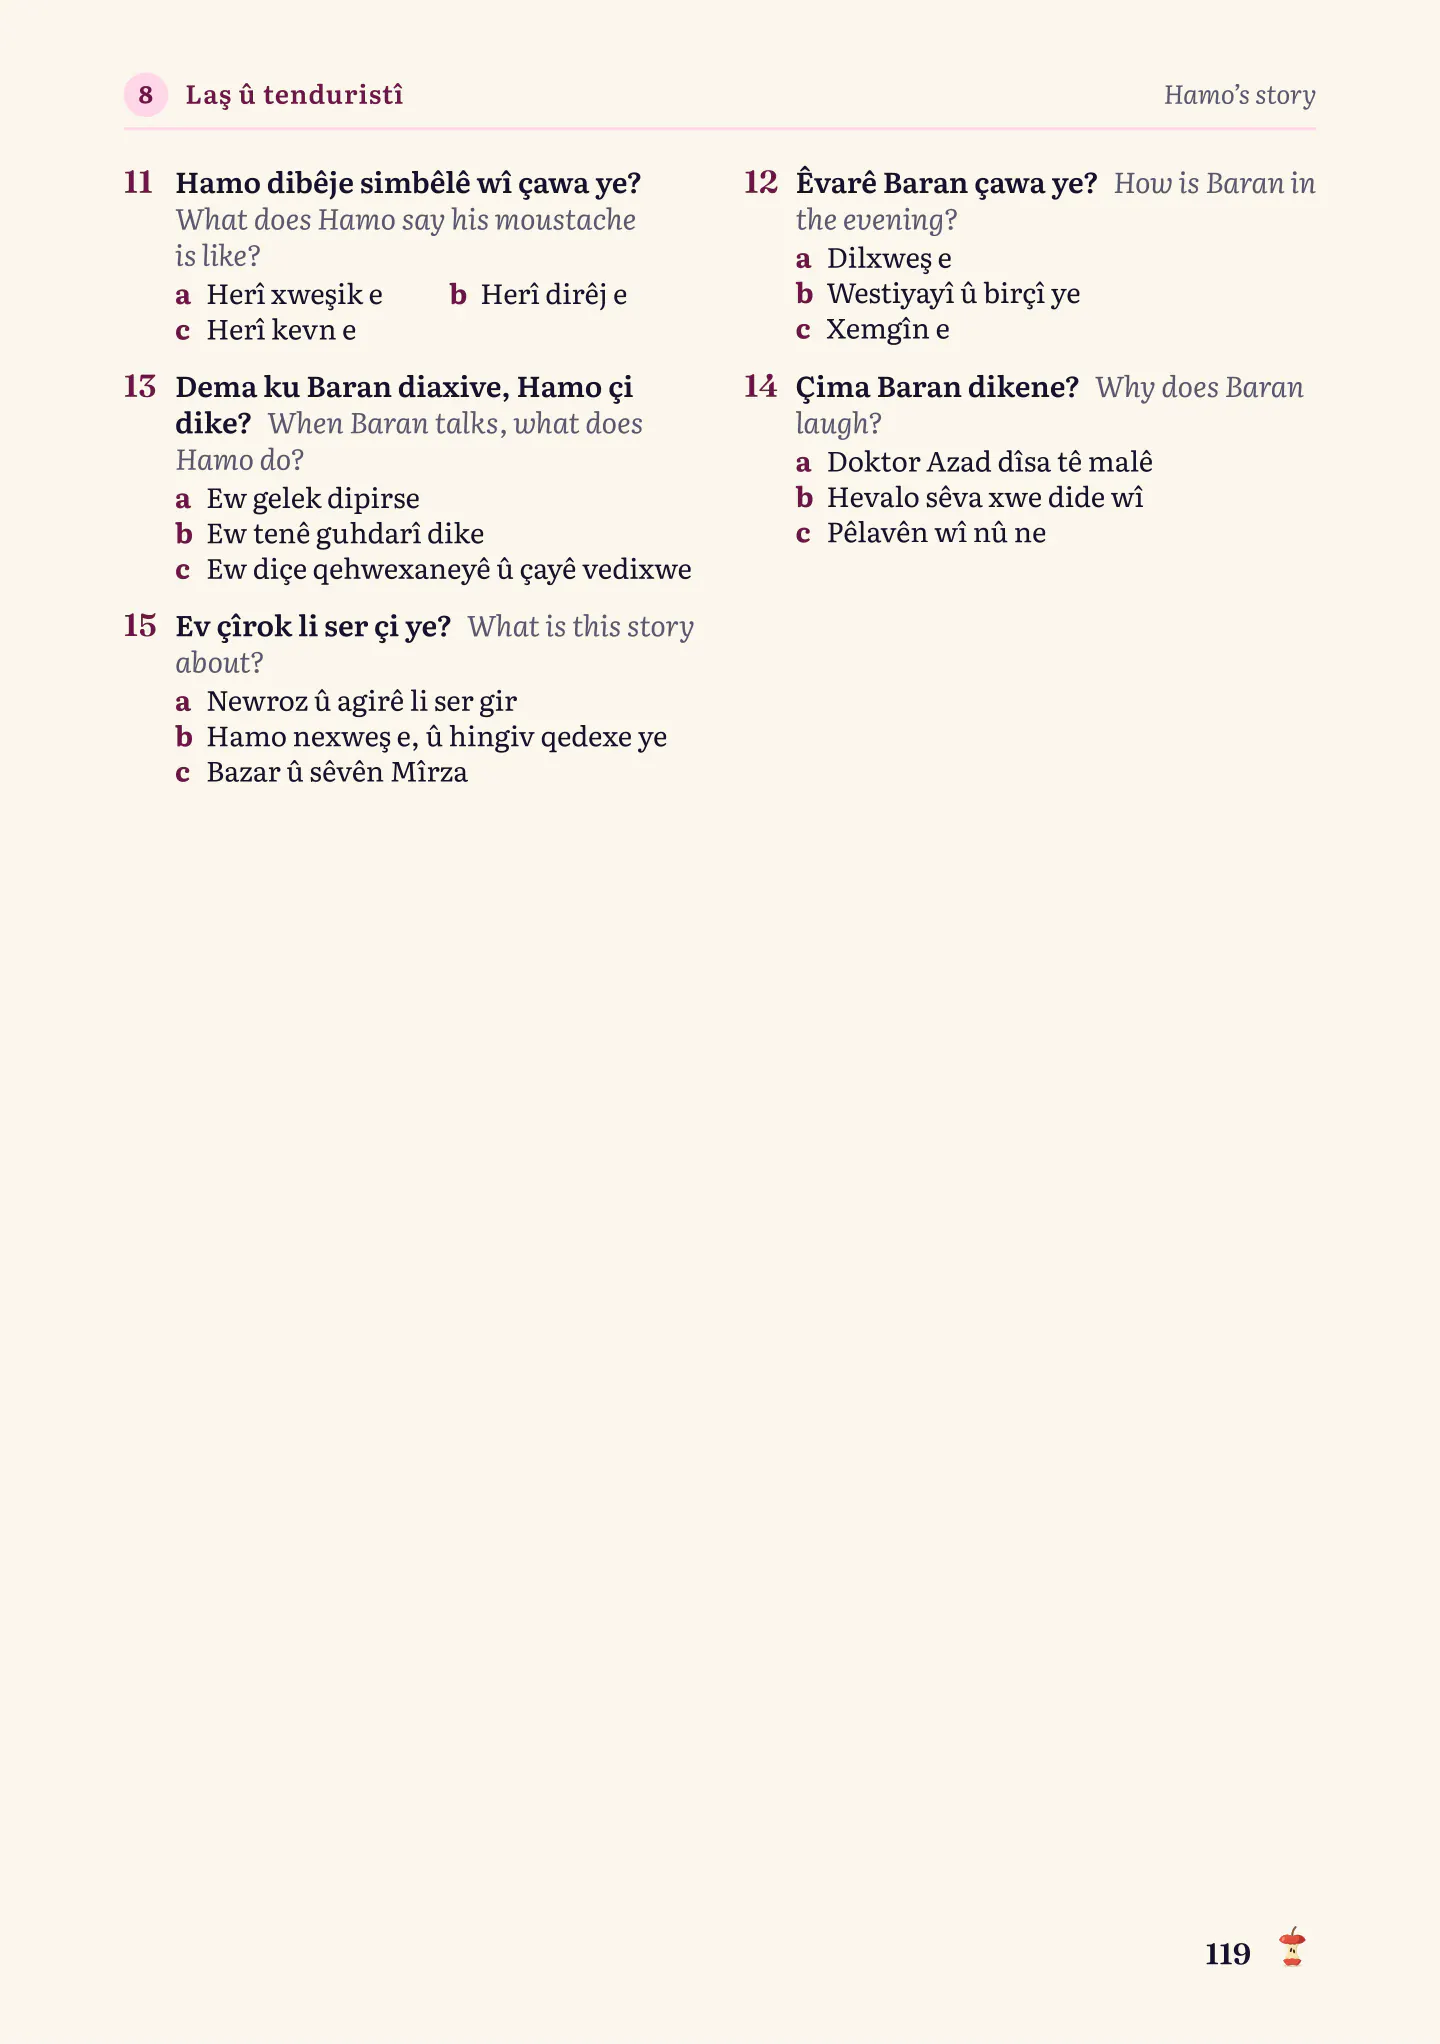 8 Laş û tenduristî
Hamo’s story
11 Hamo dibêje simbêlê wî çawa ye?
What does Hamo say his moustache
is like?
a Herî xweşik e b Herî dirêj e
c Herî kevn e
12 Êvarê Baran çawa ye? How is Baran in
the evening?
a Dilxweş e
b Westiyayî û birçî ye
c Xemgîn e
13 Dema ku Baran diaxive, Hamo çi
dike? When Baran talks, what does
Hamo do?
a Ew gelek dipirse
b Ew tenê guhdarî dike
c Ew diçe qehwexaneyê û çayê vedixwe
14 Çima Baran dikene? Why does Baran
laugh?
a Doktor Azad dîsa tê malê
b Hevalo sêva xwe dide wî
c Pêlavên wî nû ne
15 Ev çîrok li ser çi ye? What is this story
about?
a Newroz û agirê li ser gir
b Hamo nexweş e, û hingiv qedexe ye
c Bazar û sêvên Mîrza
119